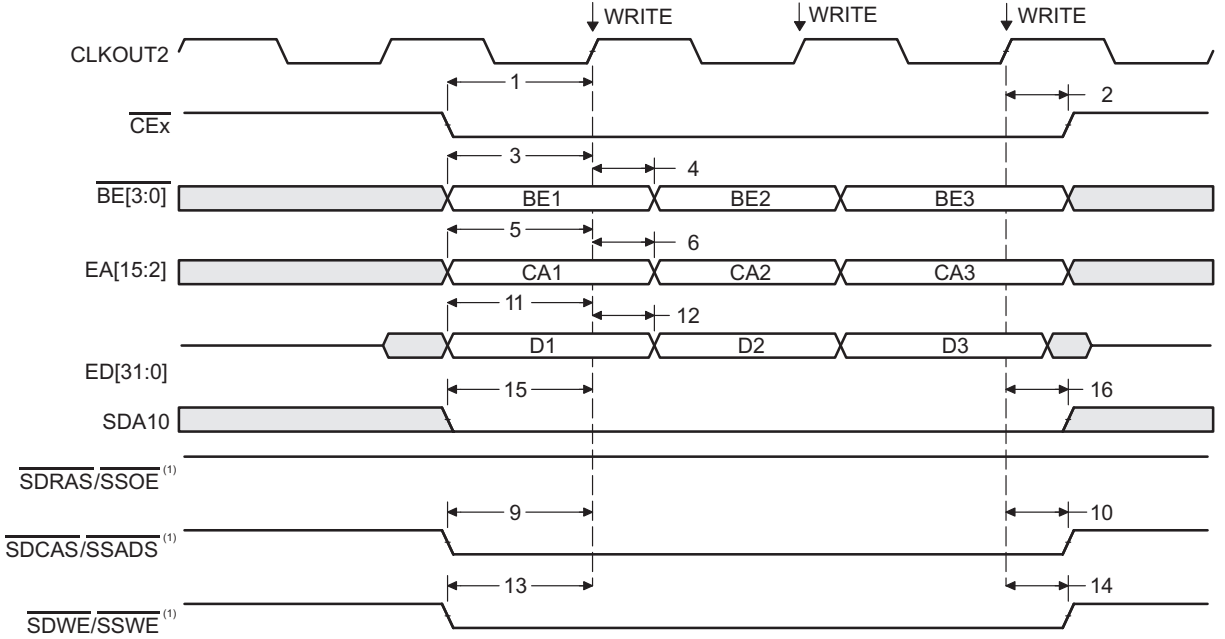 WRITE WRITE WRITE
CLKOUT2
1 2
CEx
3 4
BE[3:0] BE1 BE2 BE3
5 6
EA[15:2] CA1 CA2 CA3
11 12
D1 D2 D3
ED[31:0]
15 16
SDA10
SDRAS/SSOE (1)
9 10
SDCAS/SSADS (1)
13 14
SDWE/SSWE (1)